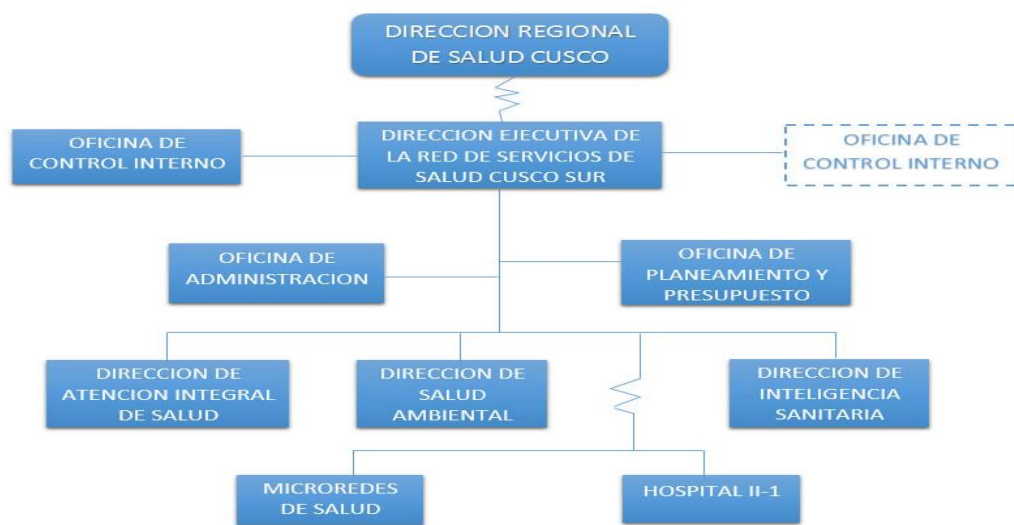 DIRECCION REGIONAL
DE SALUD CUSCO
OFICINA DE
CONTROL INTERNO
DIRECCION EJECUTIVA DE
LA RED DE SERVICIOS DE
SALUD CUSCO SUR
OFICINA DE
CONTROL INTERNO
OFICINA DE
ADMINISTRACION
OFICINA DE
PLANEAMIENTO Y
PRESUPUESTO
DIRECCION DE
ATENCION INTEGRAL
DE SALUD
DIRECCION DE
SALUD
AMBIENTAL
DIRECCION DE
INTELIGENCIA
SANITARIA
MICROREDES
DE SALUD
HOSPITAL II-1